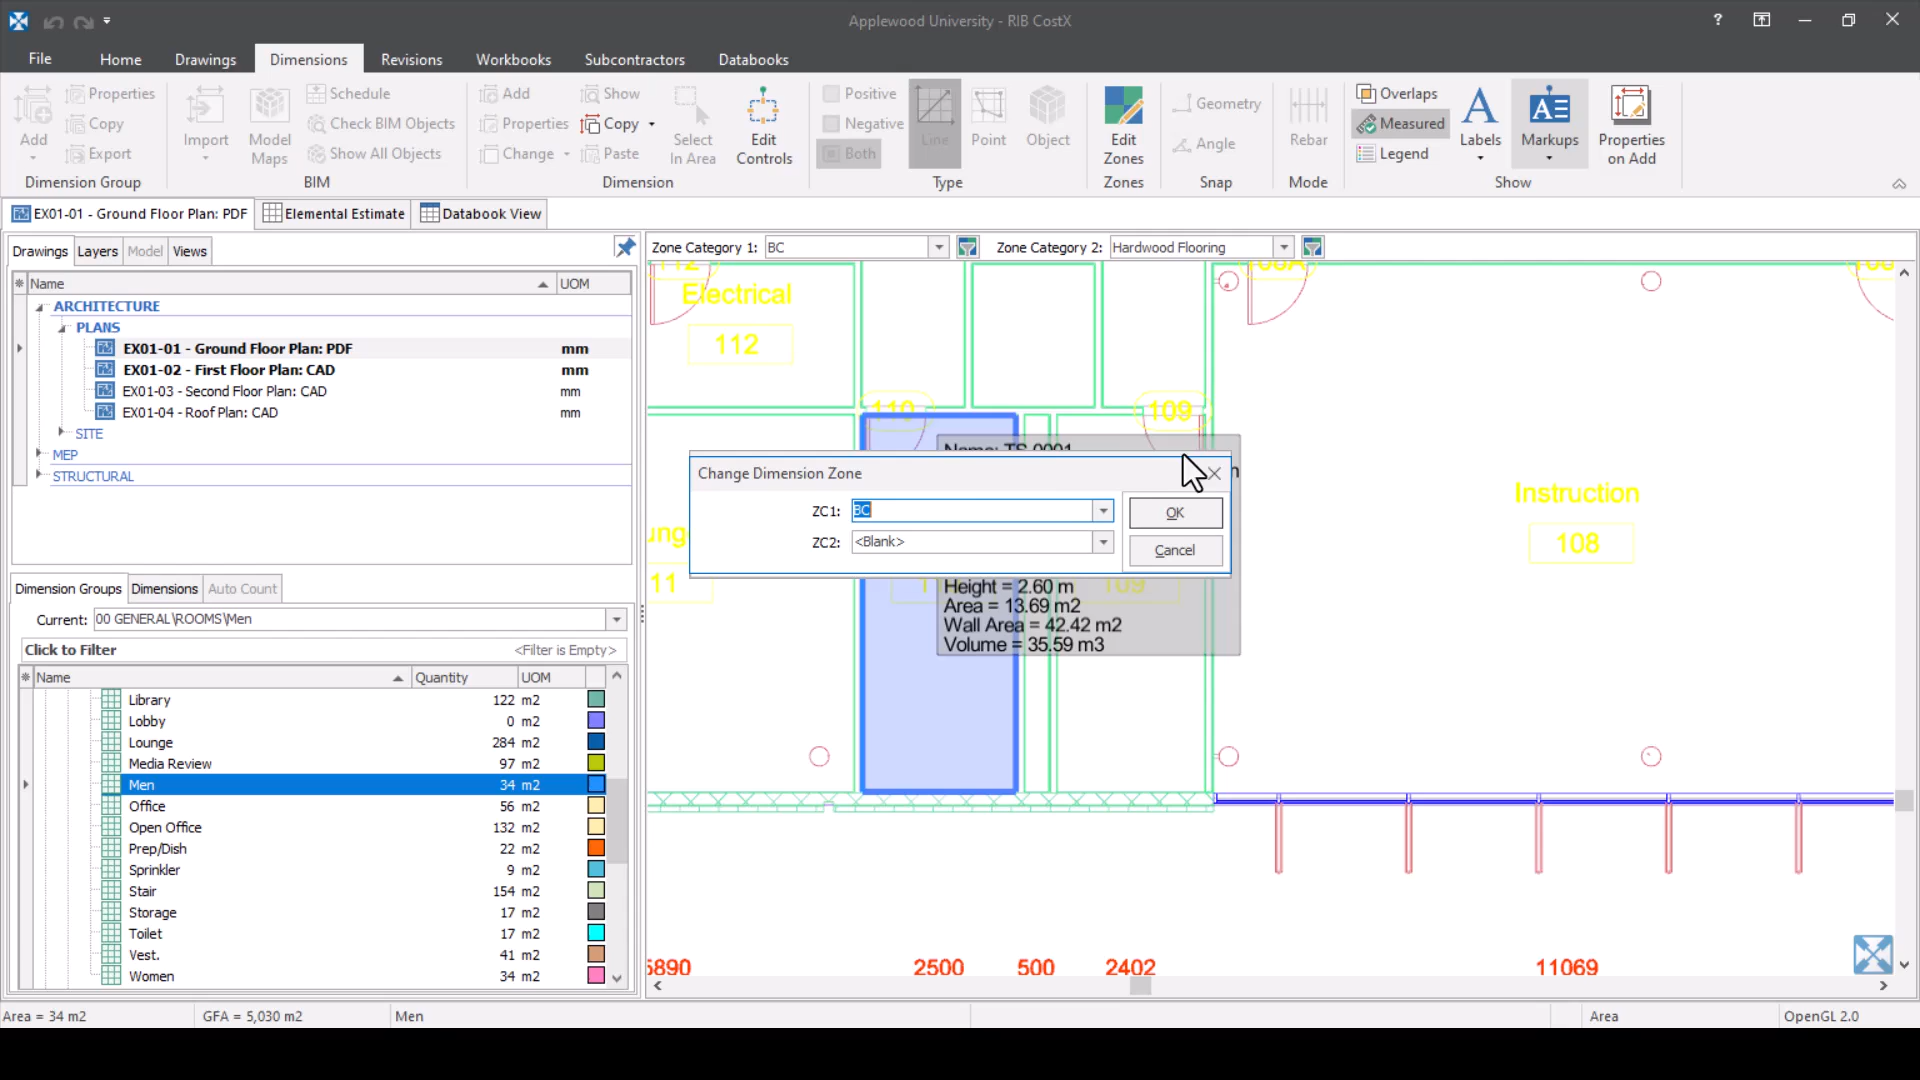 Applewood University - RIB CostX
?
File
Home
Drawings
Dimensions
Revisions
Workbooks
Subcontractors
Databooks
Add
Properties
Copy
Export
Dimension Group
Import
Model Maps
Schedule
Check BIM Objects
Show All Objects
BIM
Add
Properties
Change
Show
Copy
Paste
Select In Area
Edit Controls
Dimension
Positive
Negative
Both
Line
Point
Object
Type
Edit Zones
Zones
Geometry
Angle
Snap
Rebar
Mode
Overlaps
Measured
Legend
Labels
Markups
Properties on Add
Show
EX01-01 - Ground Floor Plan: PDF
Elemental Estimate
Databook View
Drawings
Layers
Model
Views
Name
UOM
ARCHITECTURE
PLANS
EX01-01 - Ground Floor Plan: PDF mm
EX01-02 - First Floor Plan: CAD mm
EX01-03 - Second Floor Plan: CAD mm
EX01-04 - Roof Plan: CAD mm
SITE
MEP
STRUCTURAL
Dimension Groups
Dimensions
Auto Count
Current: 00 GENERAL\ROOMS\Men
Click to Filter <Filter is Empty>
Name Quantity UOM
Library 122 m2
Lobby 0 m2
Lounge 284 m2
Media Review 97 m2
Men 34 m2
Office 56 m2
Open Office 132 m2
Prep/Dish 22 m2
Sprinkler 9 m2
Stair 154 m2
Storage 17 m2
Toilet 17 m2
Vest. 41 m2
Women 34 m2
Zone Category 1: BC
Zone Category 2: Hardwood Flooring
112
108A
Electrical
112
110
109
Name: TS 0001
Change Dimension Zone
ZC1: BC
OK
ZC2: <Blank>
Cancel
Height = 2.60 m
Area = 13.69 m2
Wall Area = 42.42 m2
Volume = 35.59 m3
109
Instruction
108
2500
500
2402
11069
Area = 34 m2
GFA = 5,030 m2
Men
Area
OpenGL 2.0